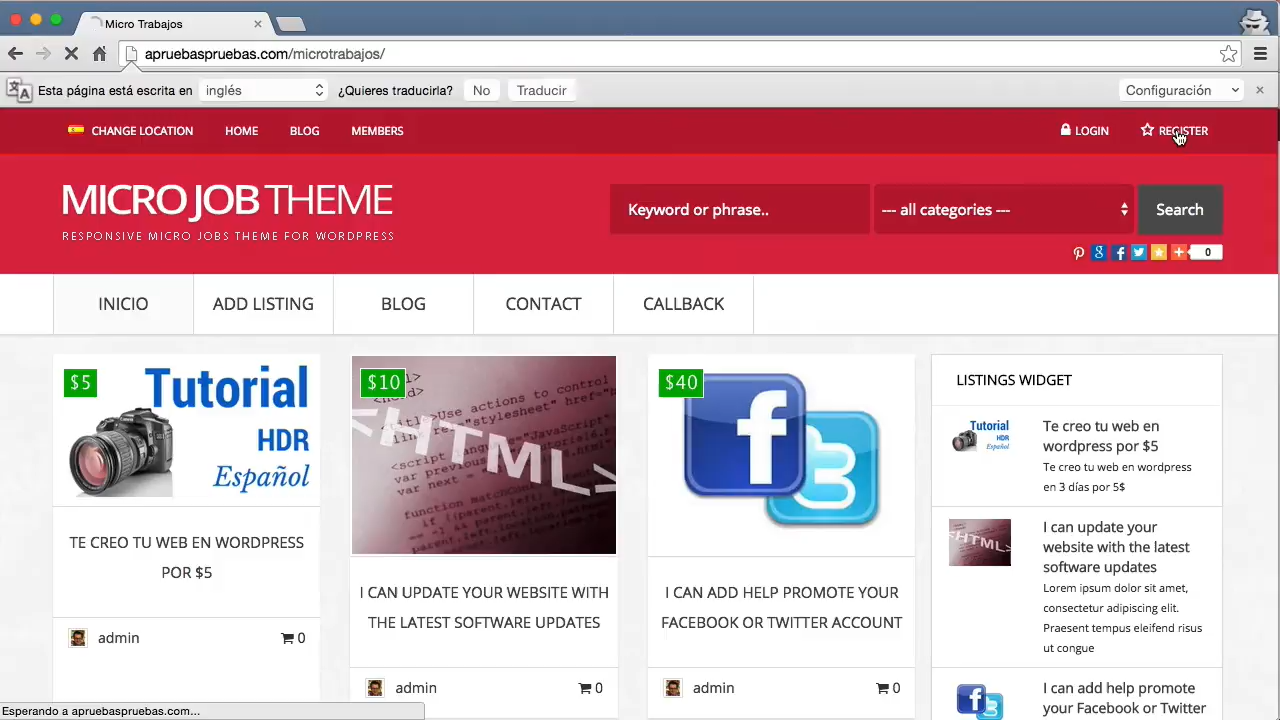 Micro Trabajos
apruebaspruebas.com/microtrabajos/
Esta página está escrita en inglés ¿Quieres traducirla? No Traducir Configuración
CHANGE LOCATION HOME BLOG MEMBERS LOGIN REGISTER
MICRO JOB THEME
RESPONSIVE MICRO JOBS THEME FOR WORDPRESS
Keyword or phrase.. --- all categories --- Search
0
INICIO ADD LISTING BLOG CONTACT CALLBACK
$5
Tutorial
HDR
Español
TE CREO TU WEB EN WORDPRESS
POR $5
admin 0
$10
<HTML>
I CAN UPDATE YOUR WEBSITE WITH
THE LATEST SOFTWARE UPDATES
admin 0
$40
I CAN ADD HELP PROMOTE YOUR
FACEBOOK OR TWITTER ACCOUNT
admin 0
LISTINGS WIDGET
Tutorial
HDR
Español
Te creo tu web en
wordpress por $5
Te creo tu web en wordpress
en 3 días por 5$
I can update your
website with the latest
software updates
Lorem ipsum dolor sit amet,
consectetur adipiscing elit.
Praesent tempus eleifend risus
ut congue
I can add help promote
your Facebook or Twitter
Esperando a apruebaspruebas.com...